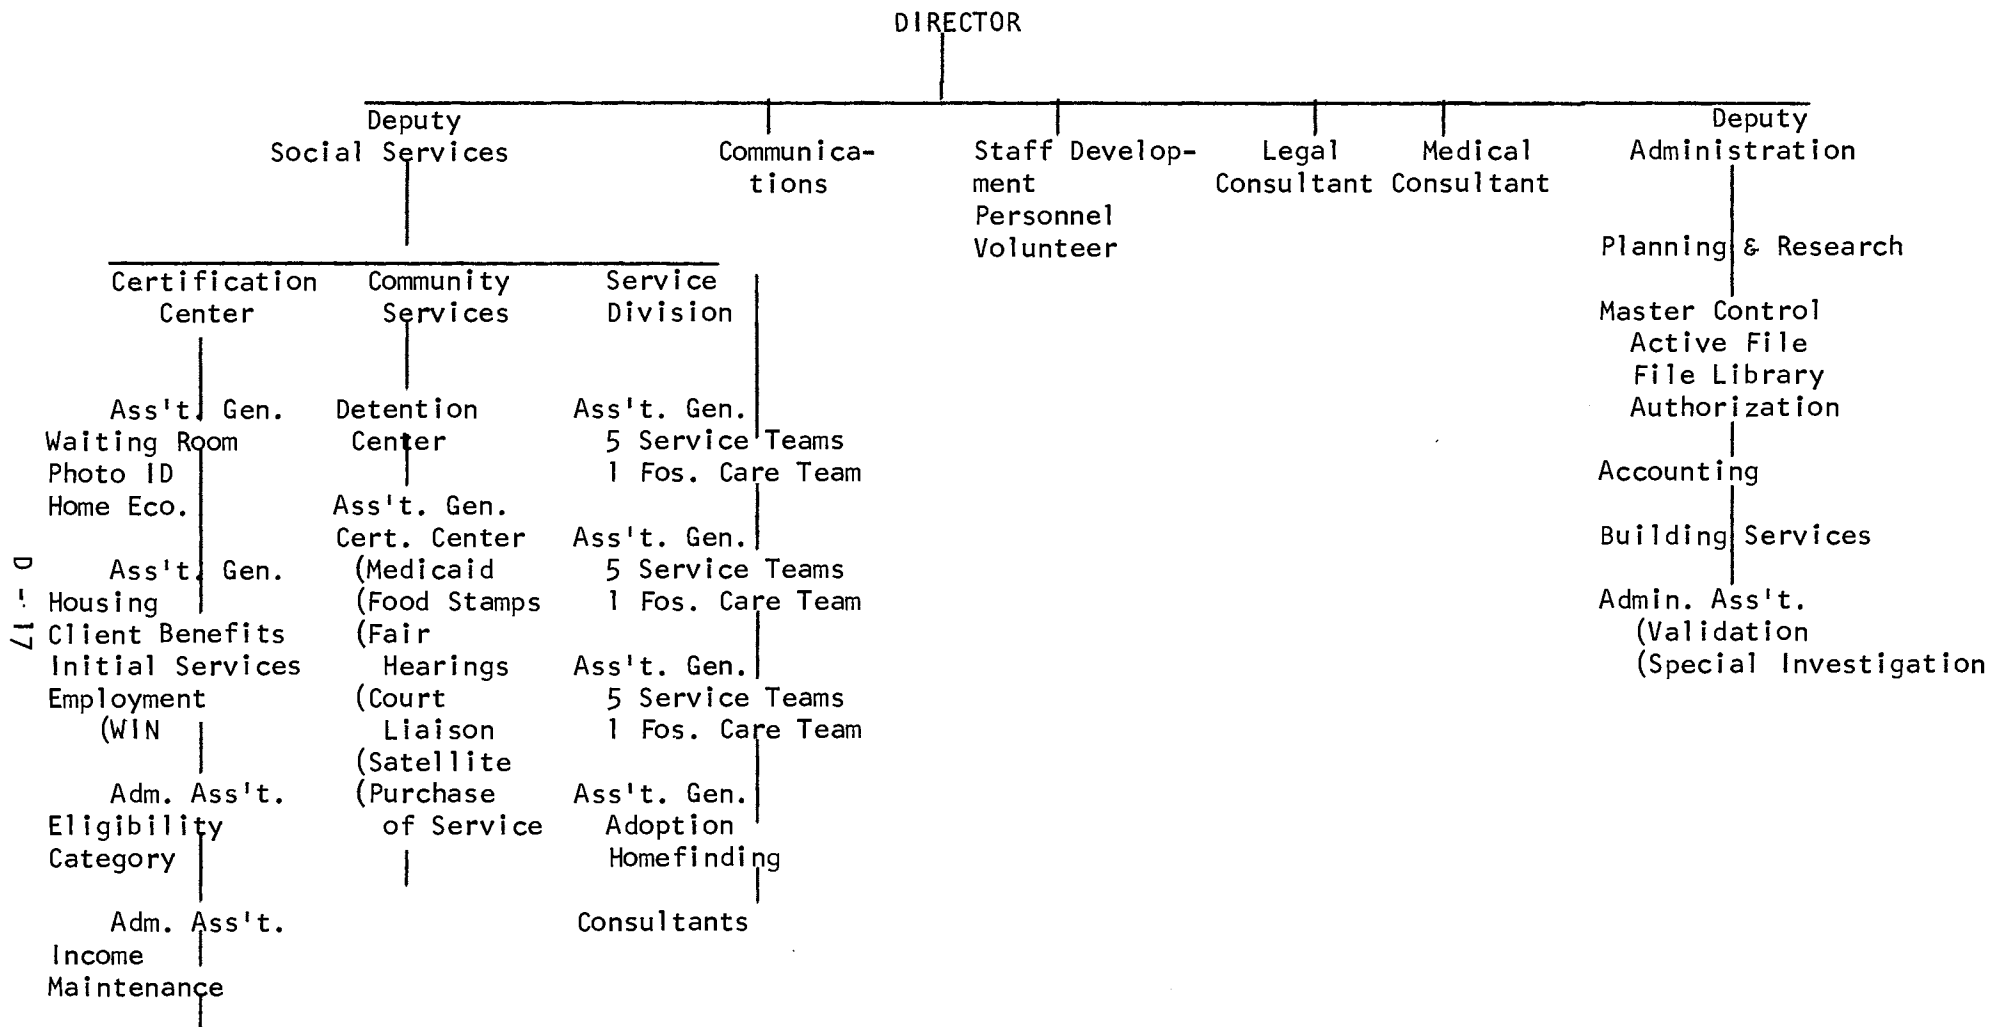 DIRECTOR
Deputy
Social Services
Communica-
tions
Staff Develop-
ment
Personnel
Volunteer
Legal
Consultant
Medical
Consultant
Deputy
Administration
Certification
Center
Ass't. Gen.
Waiting Room
Photo ID
Home Eco.
Ass't. Gen.
Housing
Client Benefits
Initial Services
Employment
(WIN
Adm. Ass't.
Eligibility
Category
Adm. Ass't.
Income
Maintenance
Community
Services
Detention
Center
Ass't. Gen.
Cert. Center
(Medicaid
(Food Stamps
(Fair
Hearings
(Court
Liaison
(Satellite
(Purchase
of Service
Service
Division
Ass't. Gen.
5 Service Teams
1 Fos. Care Team
Ass't. Gen.
5 Service Teams
1 Fos. Care Team
Ass't. Gen.
5 Service Teams
1 Fos. Care Team
Ass't. Gen.
Adoption
Homefinding
Consultants
Planning & Research
Master Control
Active File
File Library
Authorization
Accounting
Building Services
Admin. Ass't.
(Validation
(Special Investigation
D - 17